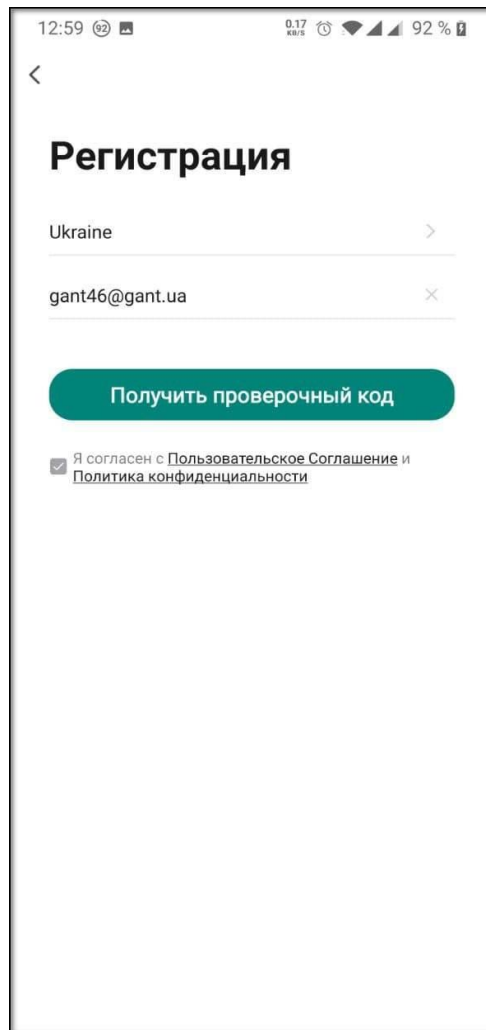 12:59 92 0.17 KB/S 92 %
Регистрация
Ukraine
gant46@gant.ua
Получить проверочный код
Я согласен с Пользовательское Соглашение и
Политика конфиденциальности